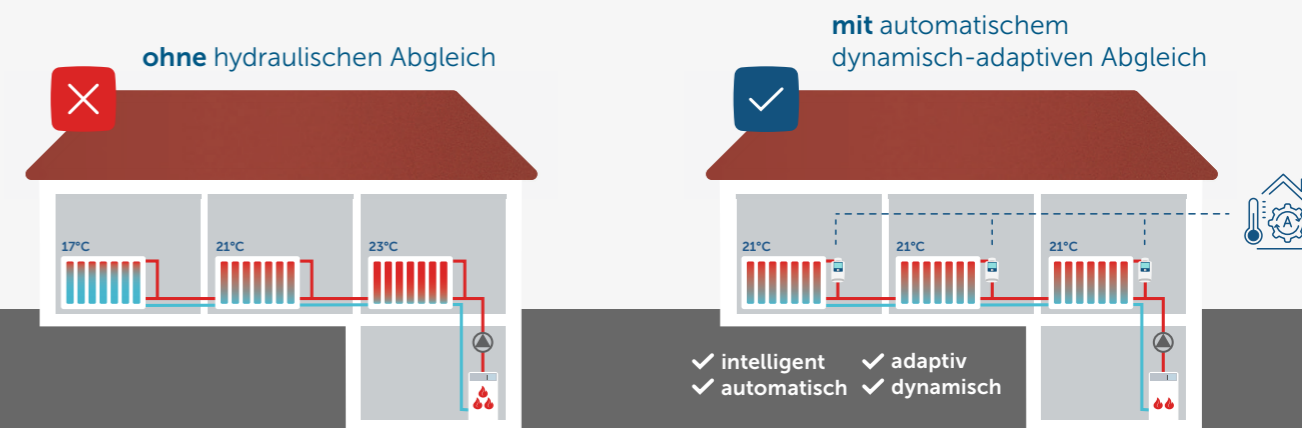 ohne hydraulischen Abgleich
17°C
21°C
23°C
mit automatischem
dynamisch-adaptiven Abgleich
21°C
21°C
21°C
A
intelligent
adaptiv
automatisch
dynamisch